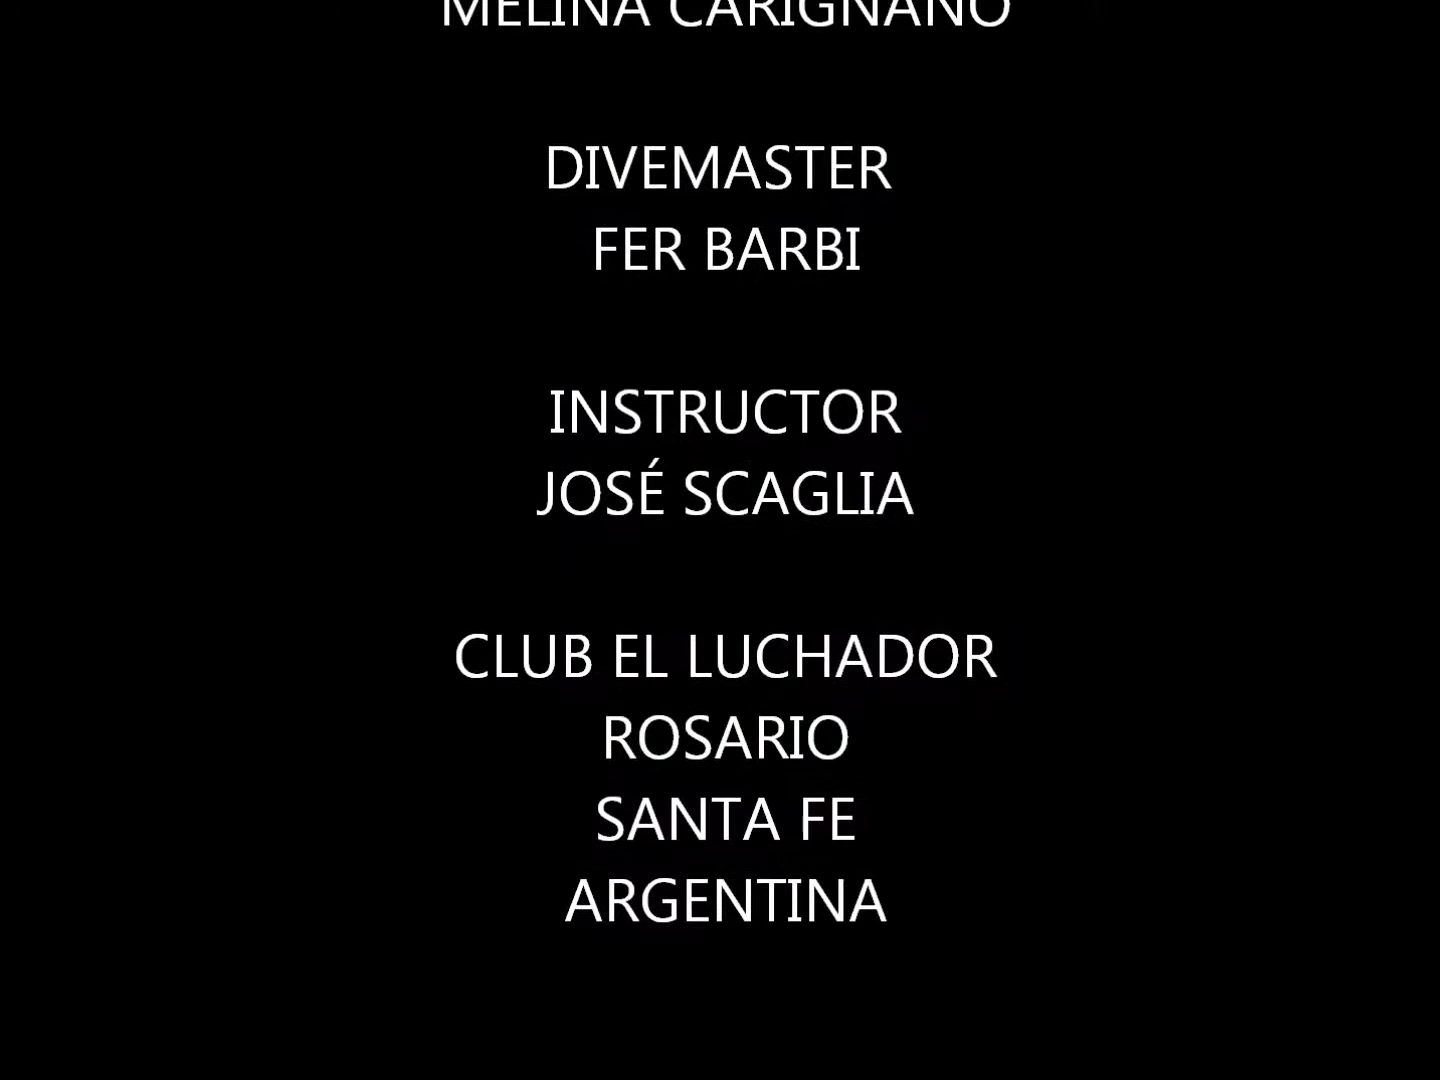 MELINA CARIGNANO
DIVEMASTER
FER BARBI
INSTRUCTOR
JOSÉ SCAGLIA
CLUB EL LUCHADOR
ROSARIO
SANTA FE
ARGENTINA